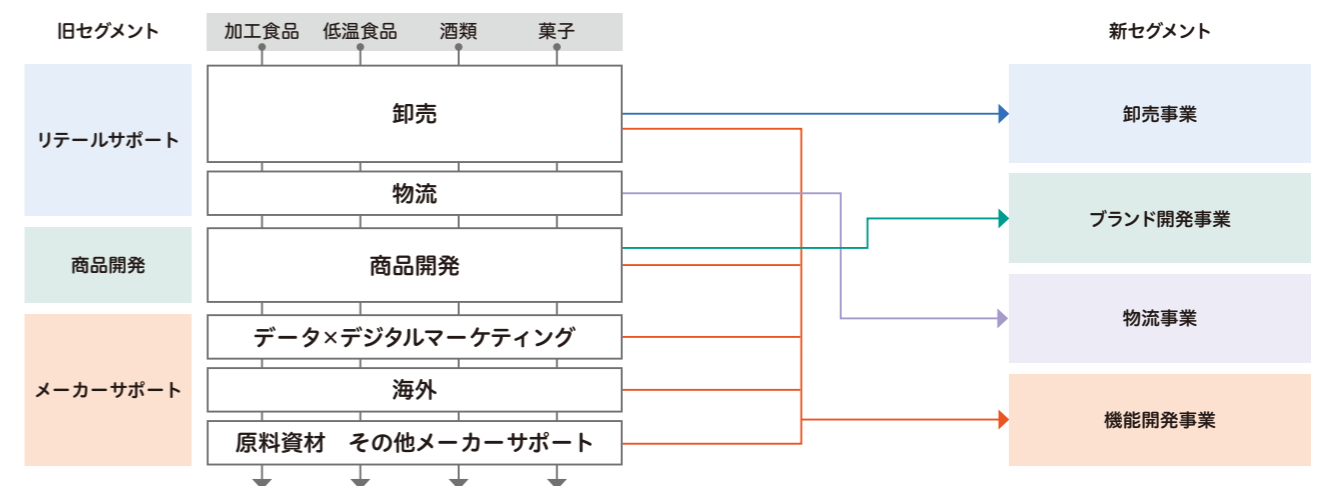 旧セグメント
加工食品 低温食品 酒類 菓子
新セグメント
リテールサポート
卸売
物流
商品開発
商品開発
メーカーサポート
データ×デジタルマーケティング
海外
原料資材 その他メーカーサポート
卸売事業
ブランド開発事業
物流事業
機能開発事業